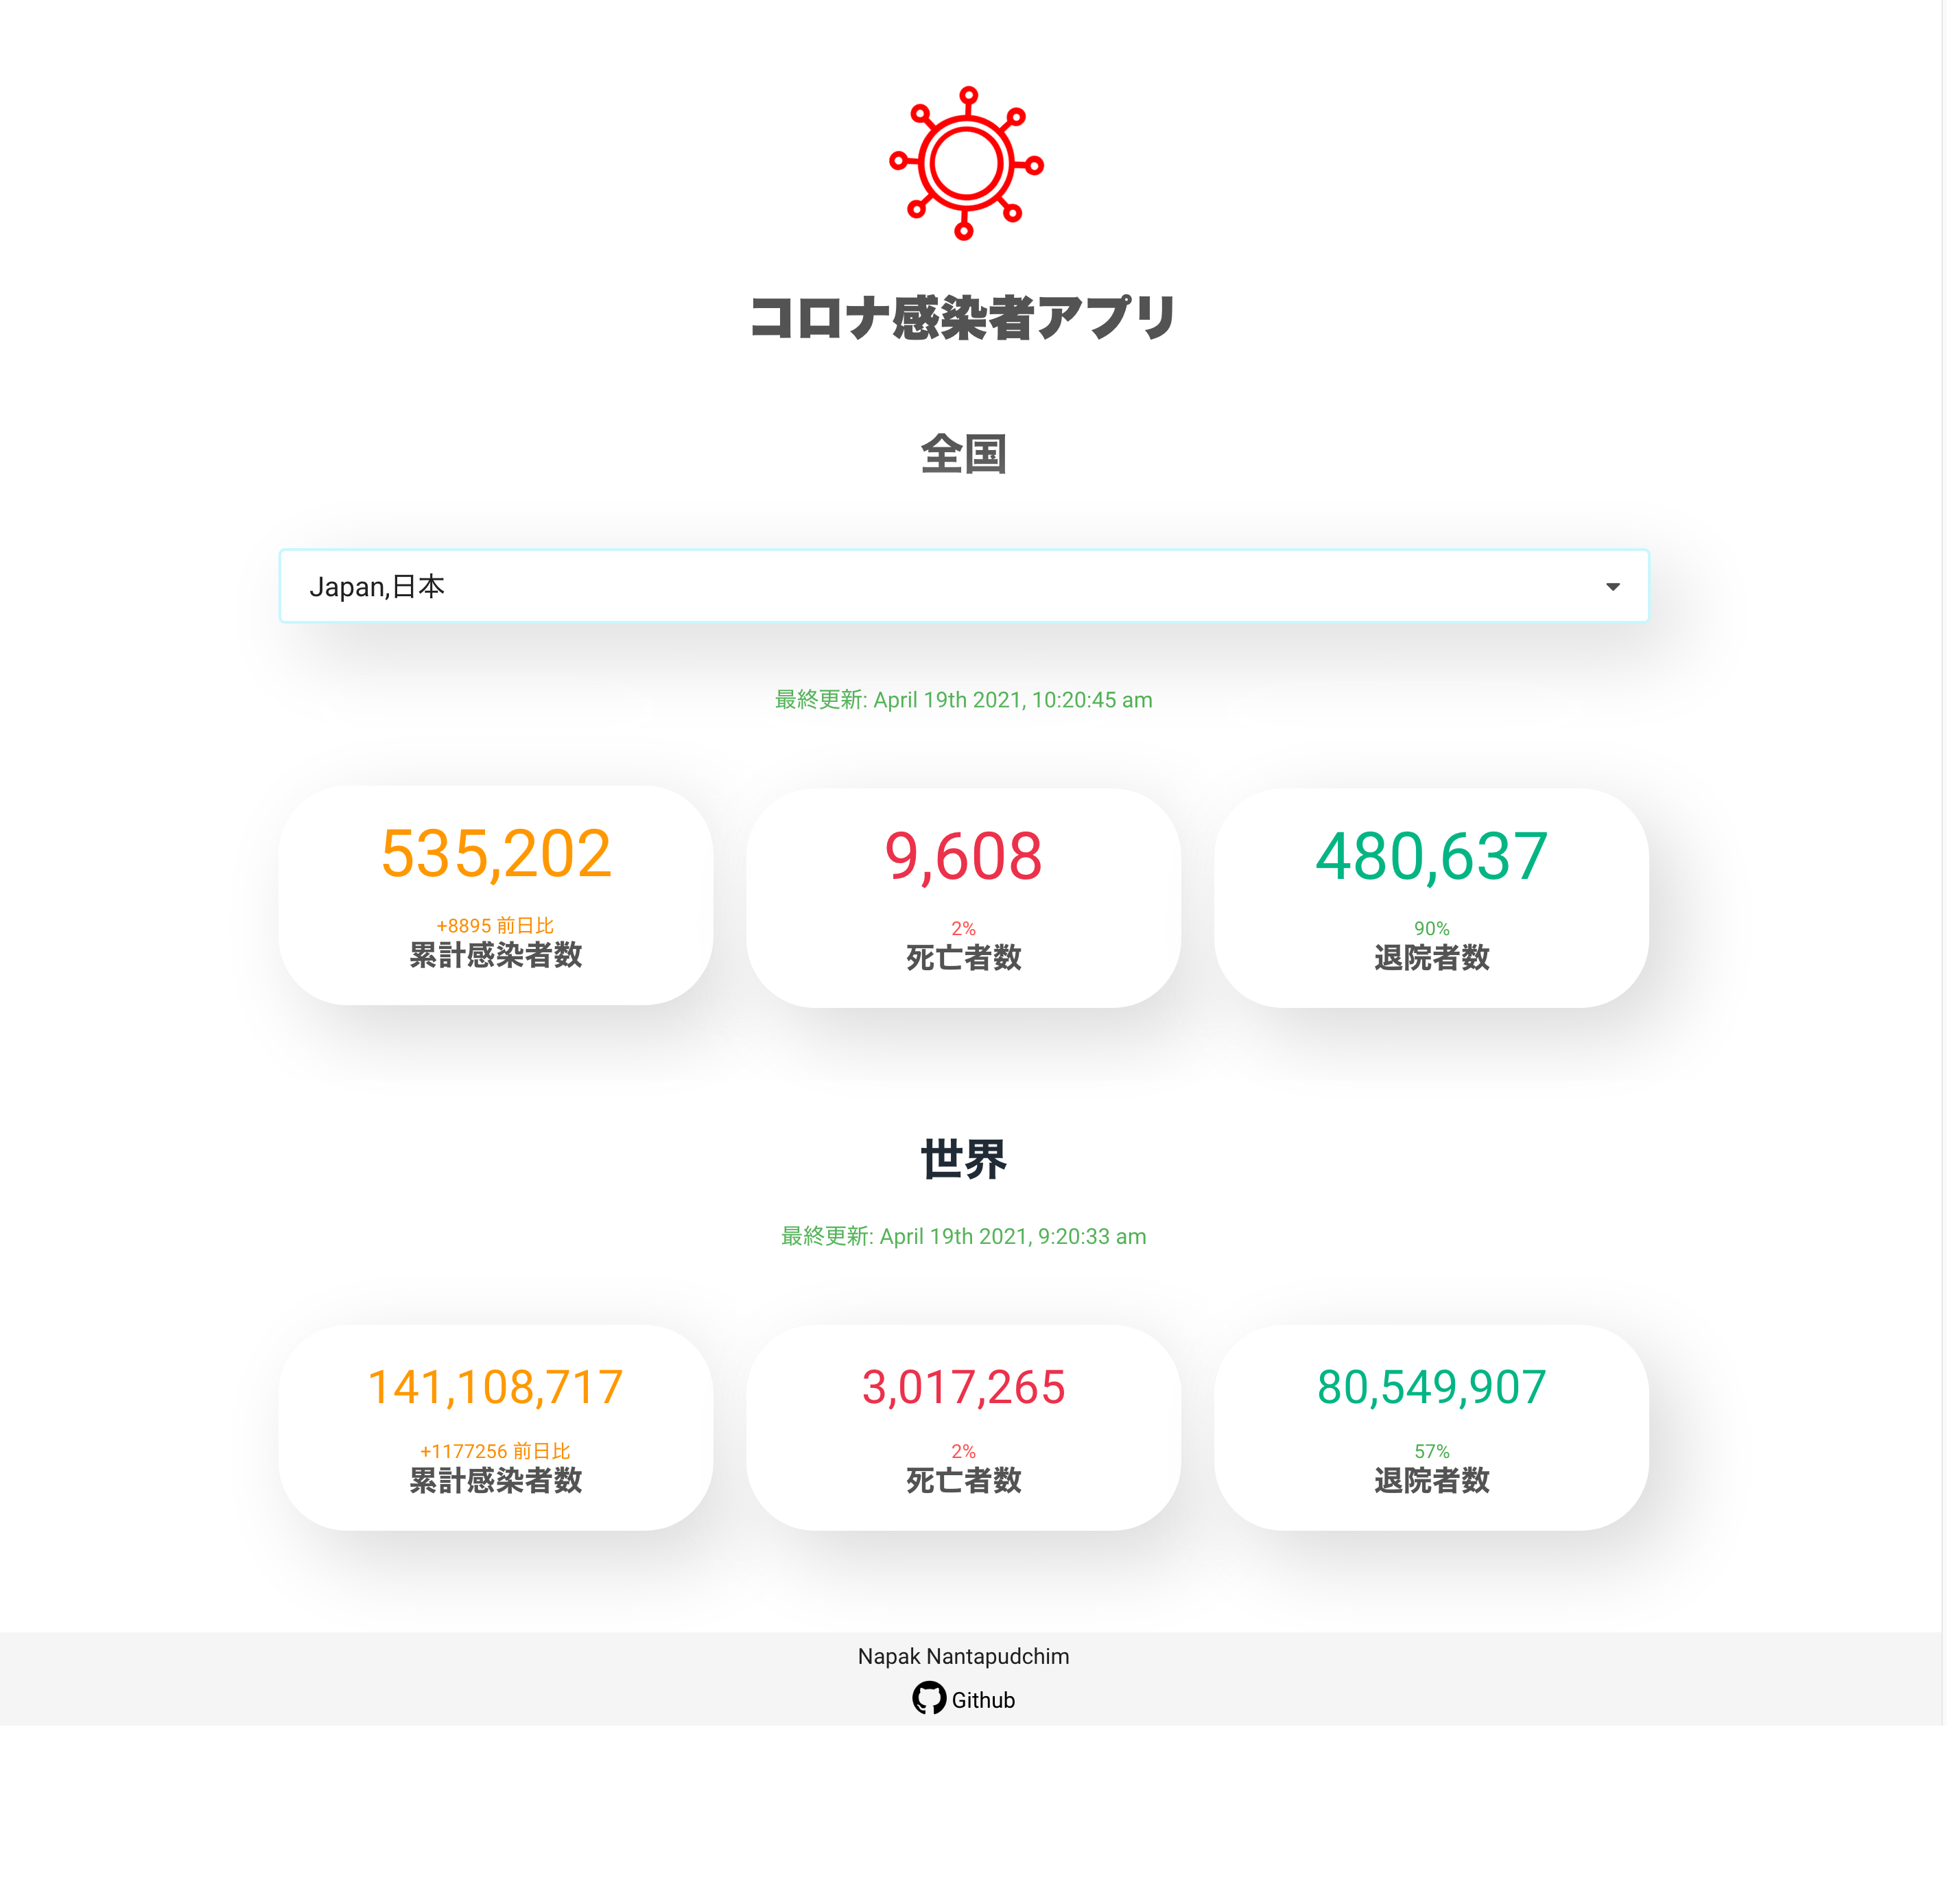 コロナ感染者アプリ
全国
Japan,日本
最終更新: April 19th 2021, 10:20:45 am
535,202
+8895 前日比
累計感染者数
9,608
2%
死亡者数
480,637
90%
退院者数
世界
最終更新: April 19th 2021, 9:20:33 am
141,108,717
+1177256 前日比
累計感染者数
3,017,265
2%
死亡者数
80,549,907
57%
退院者数
Napak Nantapudchim
Github